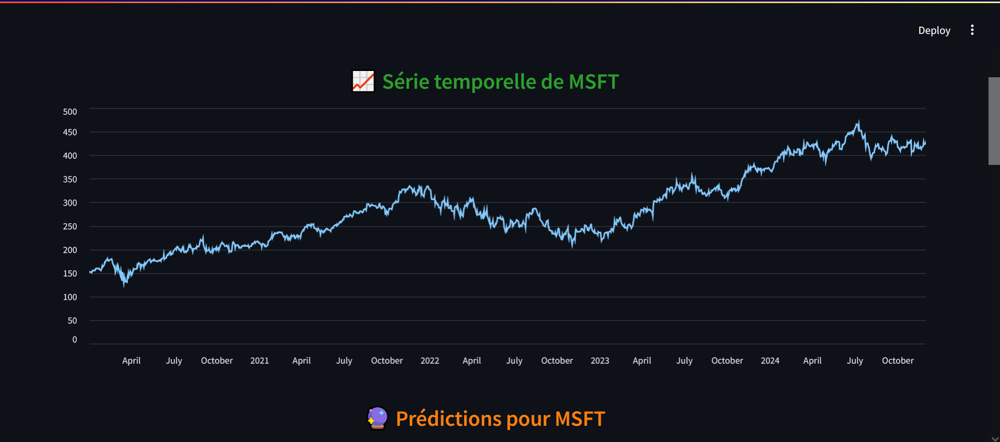 Deploy
Série temporelle de MSFT
500
450
400
350
300
250
200
150
100
50
0
April July October 2021 April July October 2022 April July October 2023 April July October 2024 April July October
Prédictions pour MSFT